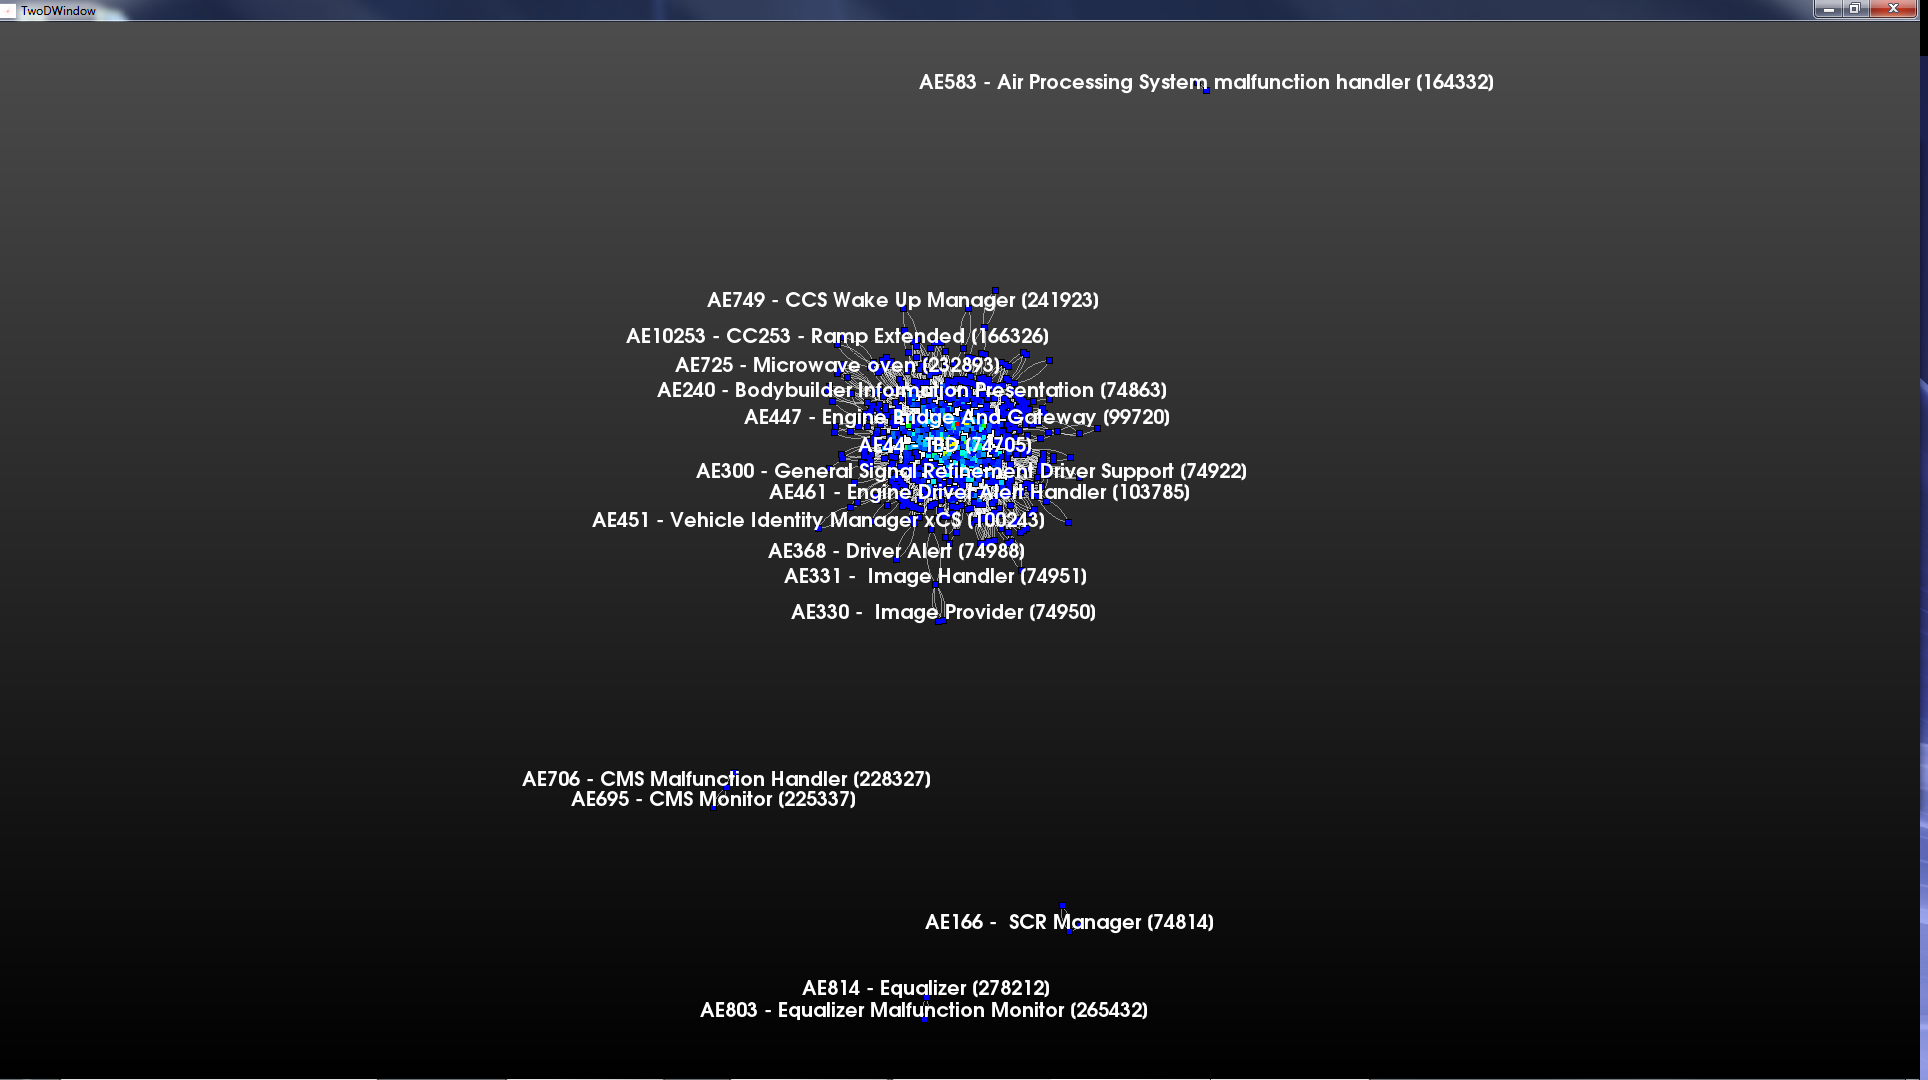 TwoDWindow
AE583 - Air Processing System malfunction handler (164332)
AE749 - CCS Wake Up Manager (241923)
AE10253 - CC253 - Ramp Extended (166326)
AE725 - Microwave oven (232893)
AE240 - Bodybuilder Information Presentation (74863)
AE447 - Engine Bridge And Gateway (99720)
AE44 - TBD (74705)
AE300 - General Signal Refinement Driver Support (74922)
AE461 - Engine Driver Alert Handler (103785)
AE451 - Vehicle Identity Manager xCS (100243)
AE368 - Driver Alert (74988)
AE331 -  Image Handler (74951)
AE330 -  Image Provider (74950)
AE706 - CMS Malfunction Handler (228327)
AE695 - CMS Monitor (225337)
AE166 -  SCR Manager (74814)
AE814 - Equalizer (278212)
AE803 - Equalizer Malfunction Monitor (265432)